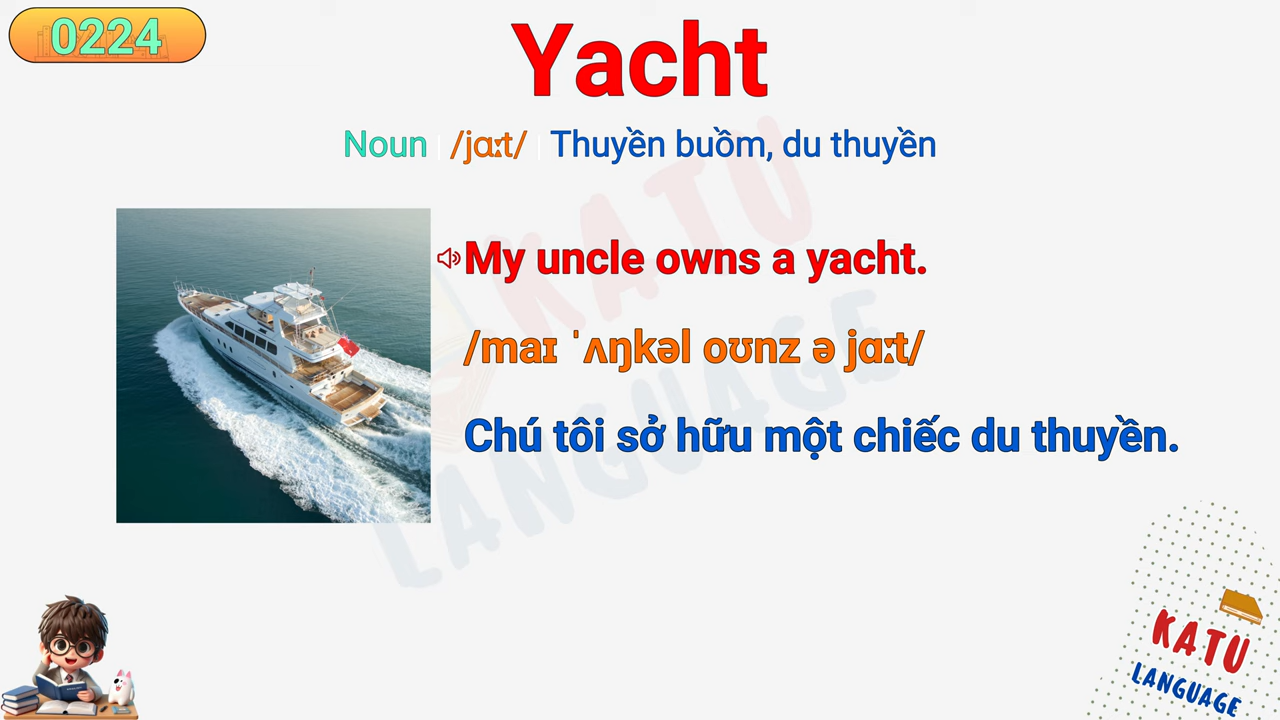 0224
Yacht
Noun | /jɑːt/ | Thuyền buồm, du thuyền
My uncle owns a yacht.
/maɪ ˈʌŋkəl oʊnz ə jɑːt/
Chú tôi sở hữu một chiếc du thuyền.
KATU
LANGUAGE
KATU
LANGUAGE